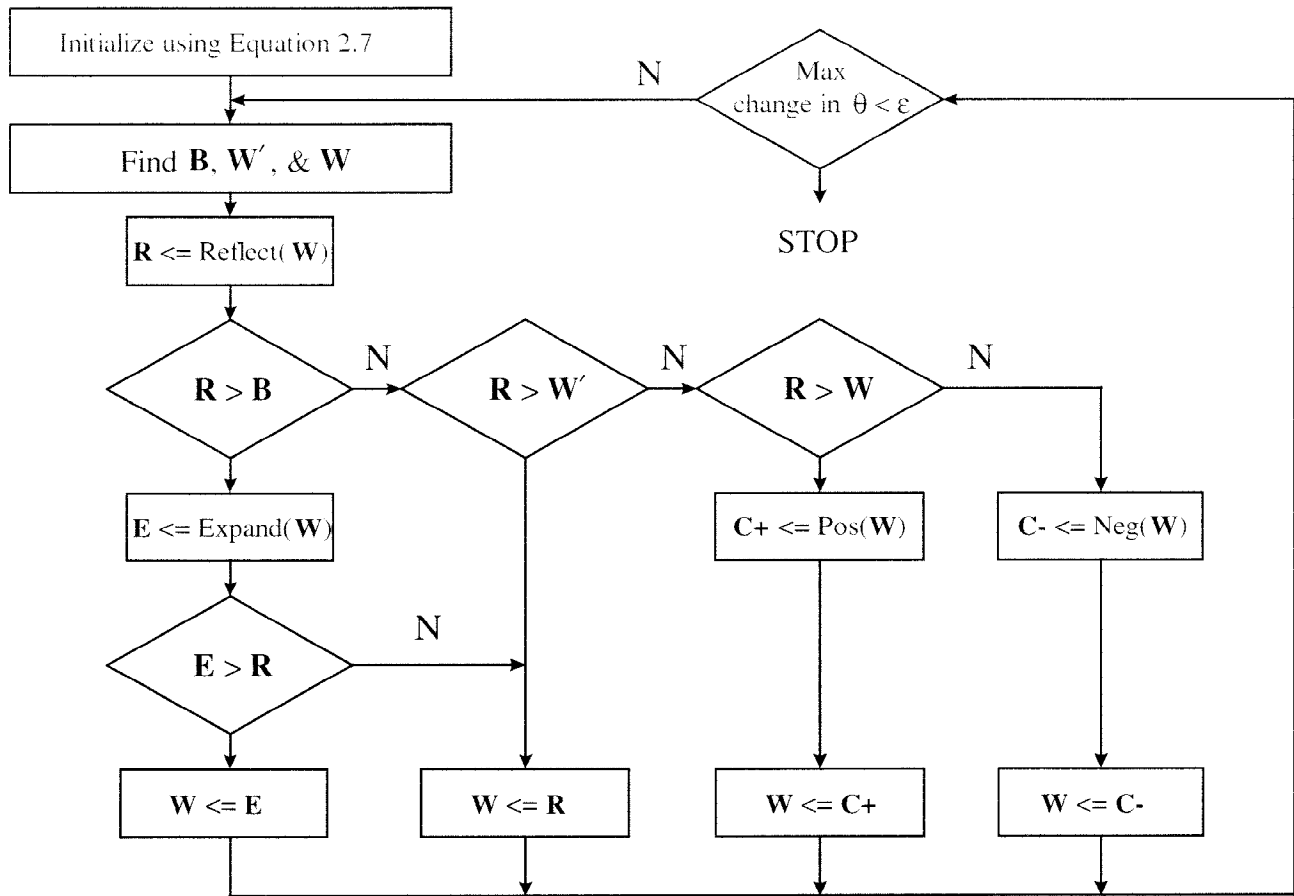 Initialize using Equation 2.7
N
Max
change in θ < ε
Find B, W′, & W
STOP
R <= Reflect( W)
R > B
N
R > W′
N
R > W
N
E <= Expand( W)
C+ <= Pos( W)
C- <= Neg( W)
E > R
N
W <= E
W <= R
W <= C+
W <= C-